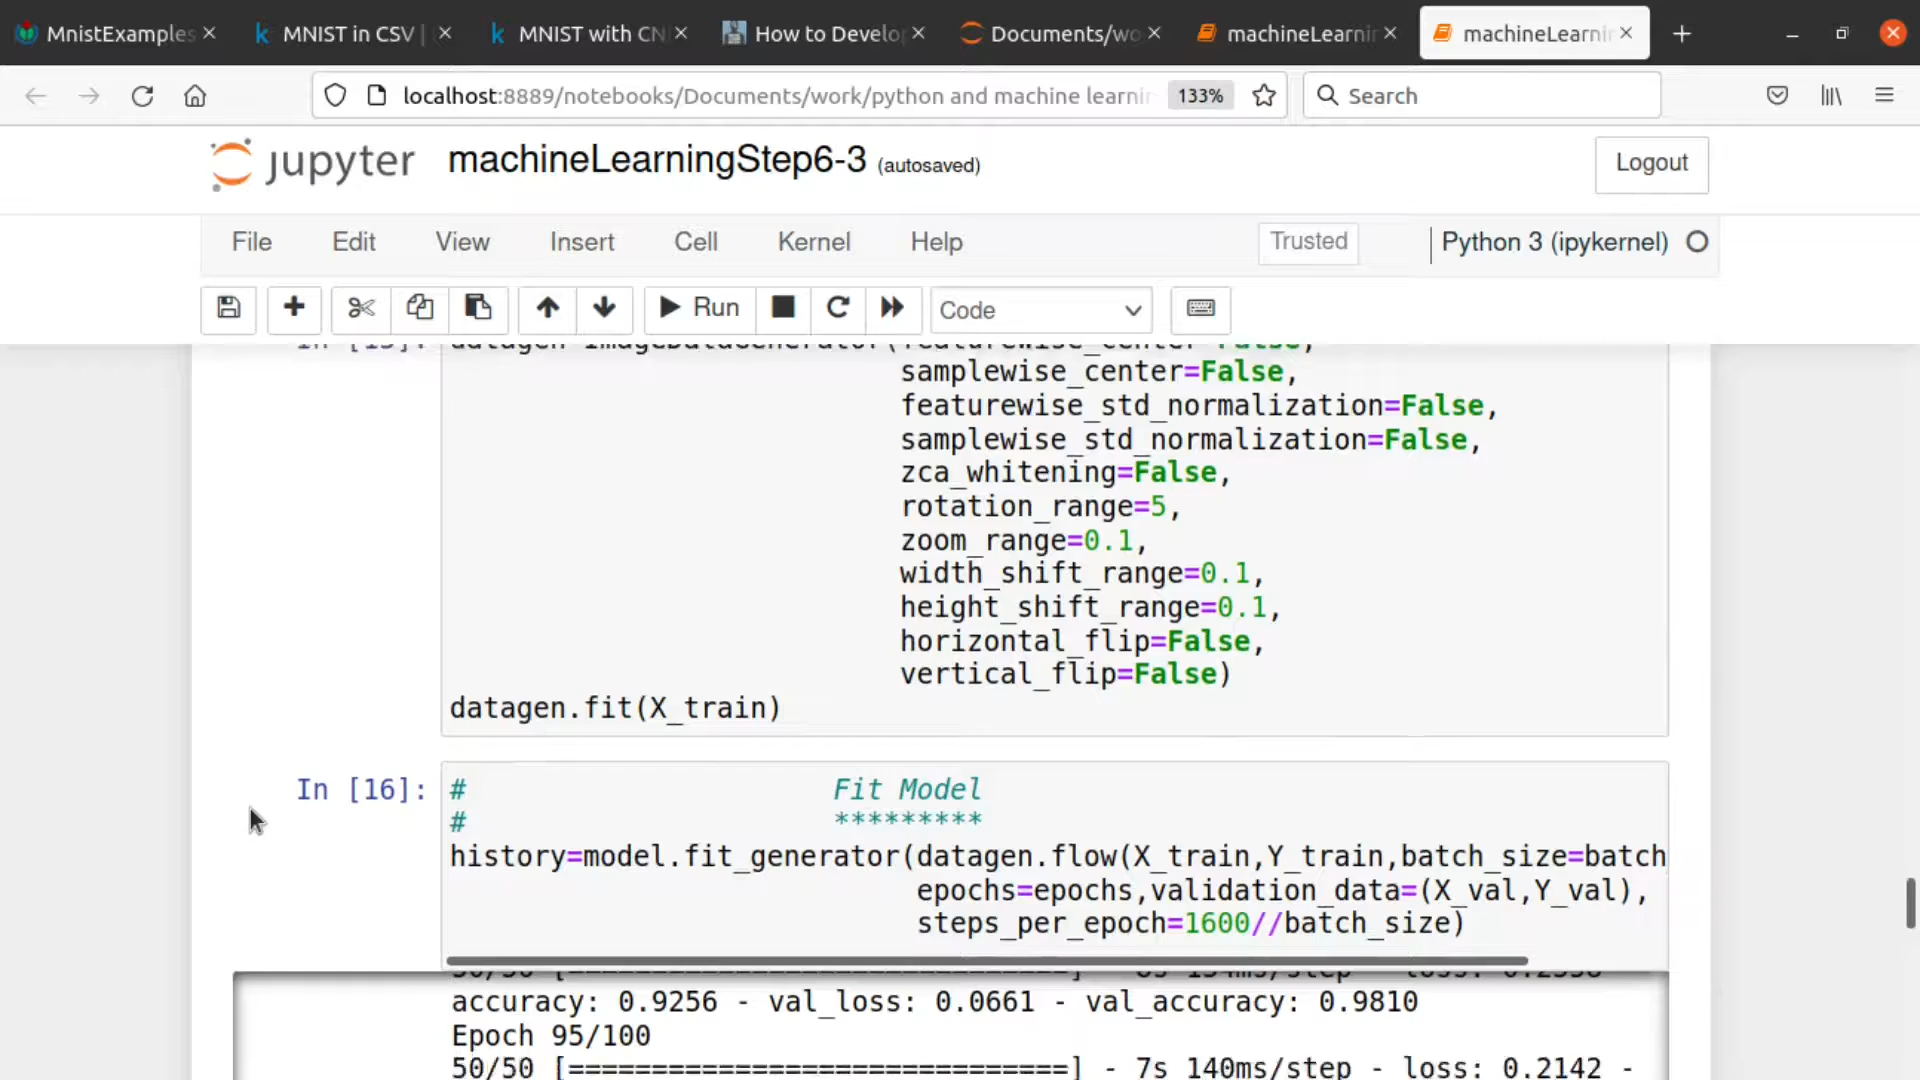 MnistExamples
MNIST in CSV |
MNIST with CN
How to Develo
Documents/wo
machineLearnin
machineLearnin
localhost:8889/notebooks/Documents/work/python and machine learnin
133%
Search
jupyter
machineLearningStep6-3 (autosaved)
Logout
File
Edit
View
Insert
Cell
Kernel
Help
Trusted
Python 3 (ipykernel)
Run
Code
samplewise_center=False,
featurewise_std_normalization=False,
samplewise_std_normalization=False,
zca_whitening=False,
rotation_range=5,
zoom_range=0.1,
width_shift_range=0.1,
height_shift_range=0.1,
horizontal_flip=False,
vertical_flip=False)
datagen.fit(X_train)
In [16]:
# Fit Model
# *********
history=model.fit_generator(datagen.flow(X_train,Y_train,batch_size=batch
epochs=epochs,validation_data=(X_val,Y_val),
steps_per_epoch=1600//batch_size)
accuracy: 0.9256 - val_loss: 0.0661 - val_accuracy: 0.9810
Epoch 95/100
50/50 [==============================] - 7s 140ms/step - loss: 0.2142 -